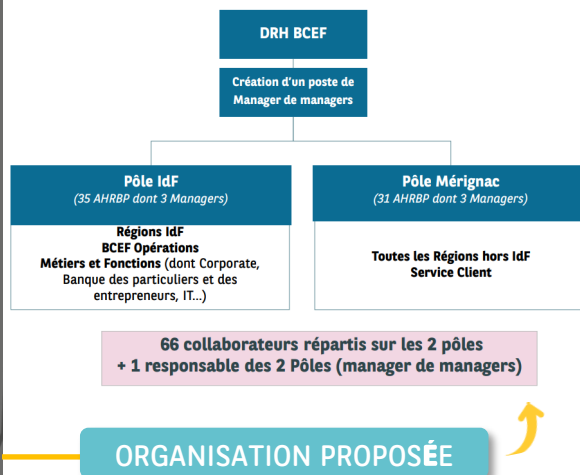 DRH BCEF
Création d'un poste de
Manager de managers
Pôle IdF
(35 AHRBP dont 3 Managers)
Régions IdF
BCEF Opérations
Métiers et Fonctions (dont Corporate,
Banque des particuliers et des
entrepreneurs, IT...)
Pôle Mérignac
(31 AHRBP dont 3 Managers)
Toutes les Régions hors IdF
Service Client
66 collaborateurs répartis sur les 2 pôles
+ 1 responsable des 2 Pôles (manager de managers)
ORGANISATION PROPOSÉE